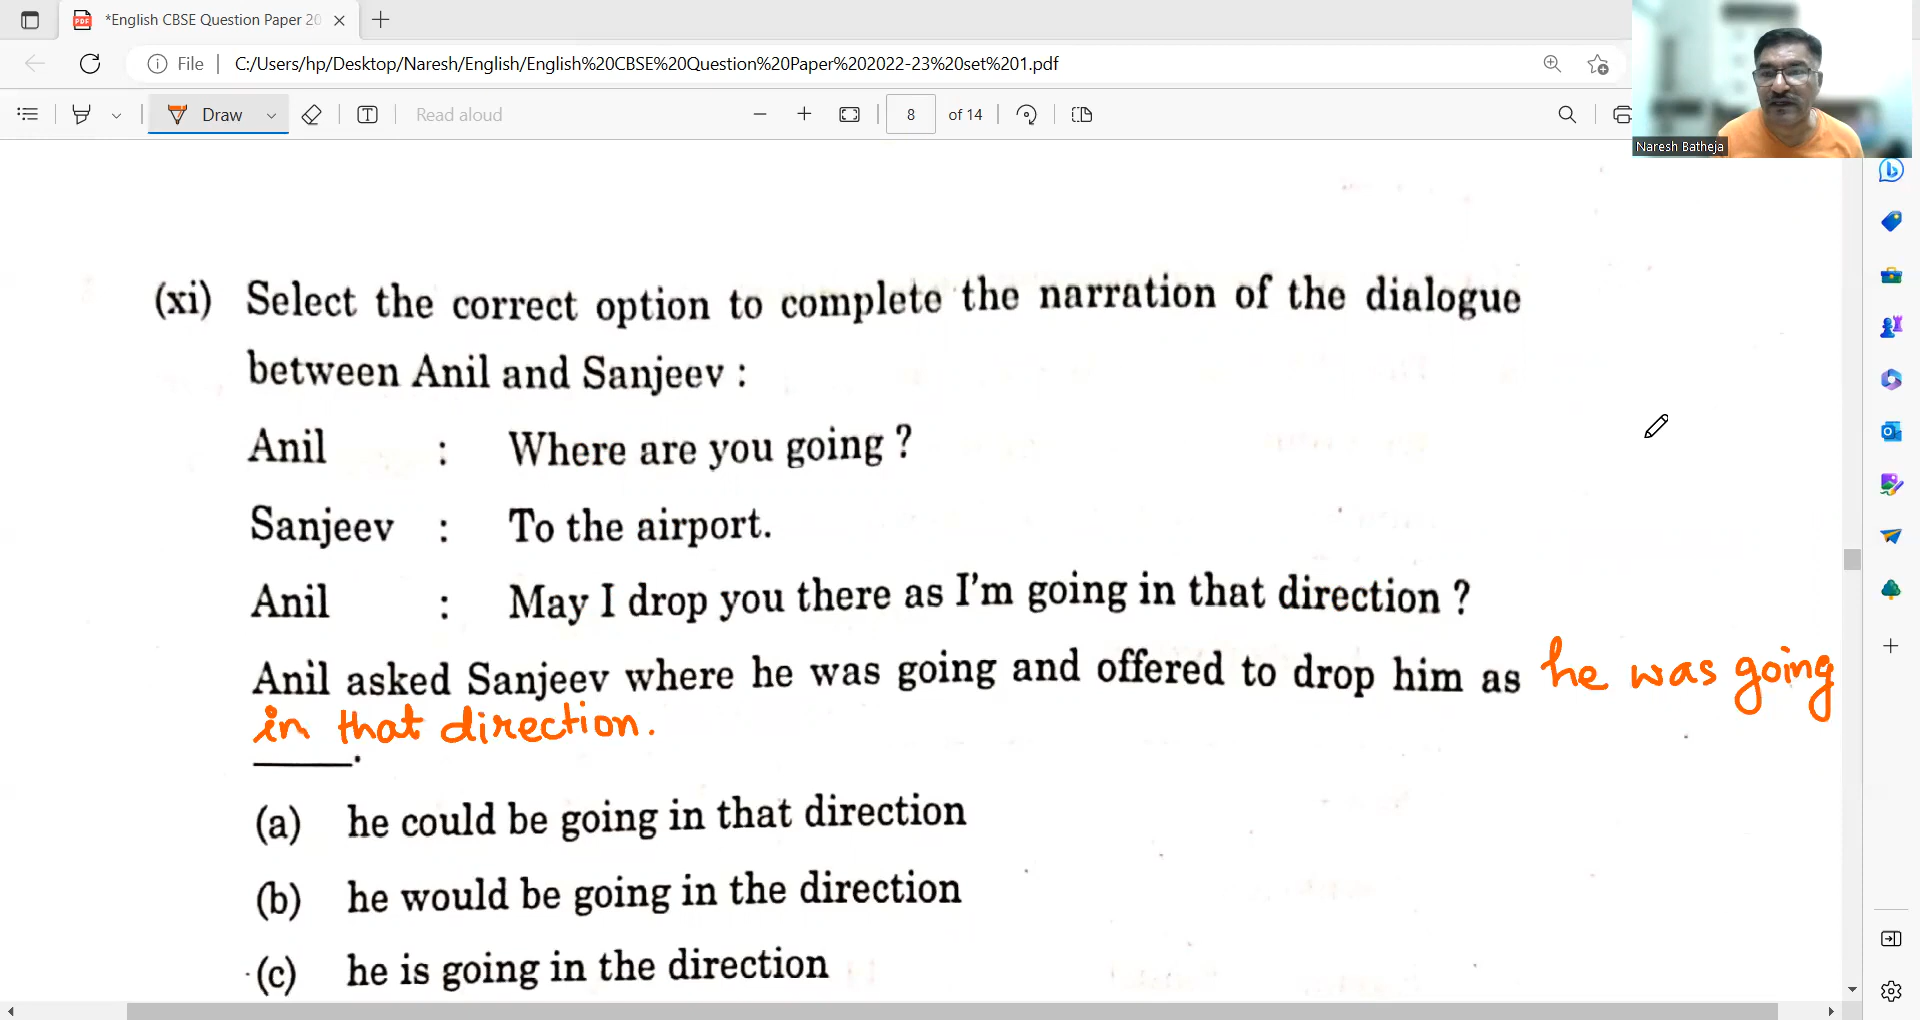 *English CBSE Question Paper 20
File
C:/Users/hp/Desktop/Naresh/English/English%20CBSE%20Question%20Paper%202022-23%20set%201.pdf
Draw
Read aloud
8 of 14
Naresh Batheja
(xi) Select the correct option to complete the narration of the dialogue
between Anil and Sanjeev :
Anil : Where are you going ?
Sanjeev : To the airport.
Anil : May I drop you there as I'm going in that direction ?
Anil asked Sanjeev where he was going and offered to drop him as he was going
in that direction.
______.
(a) he could be going in that direction
(b) he would be going in the direction
(c) he is going in the direction